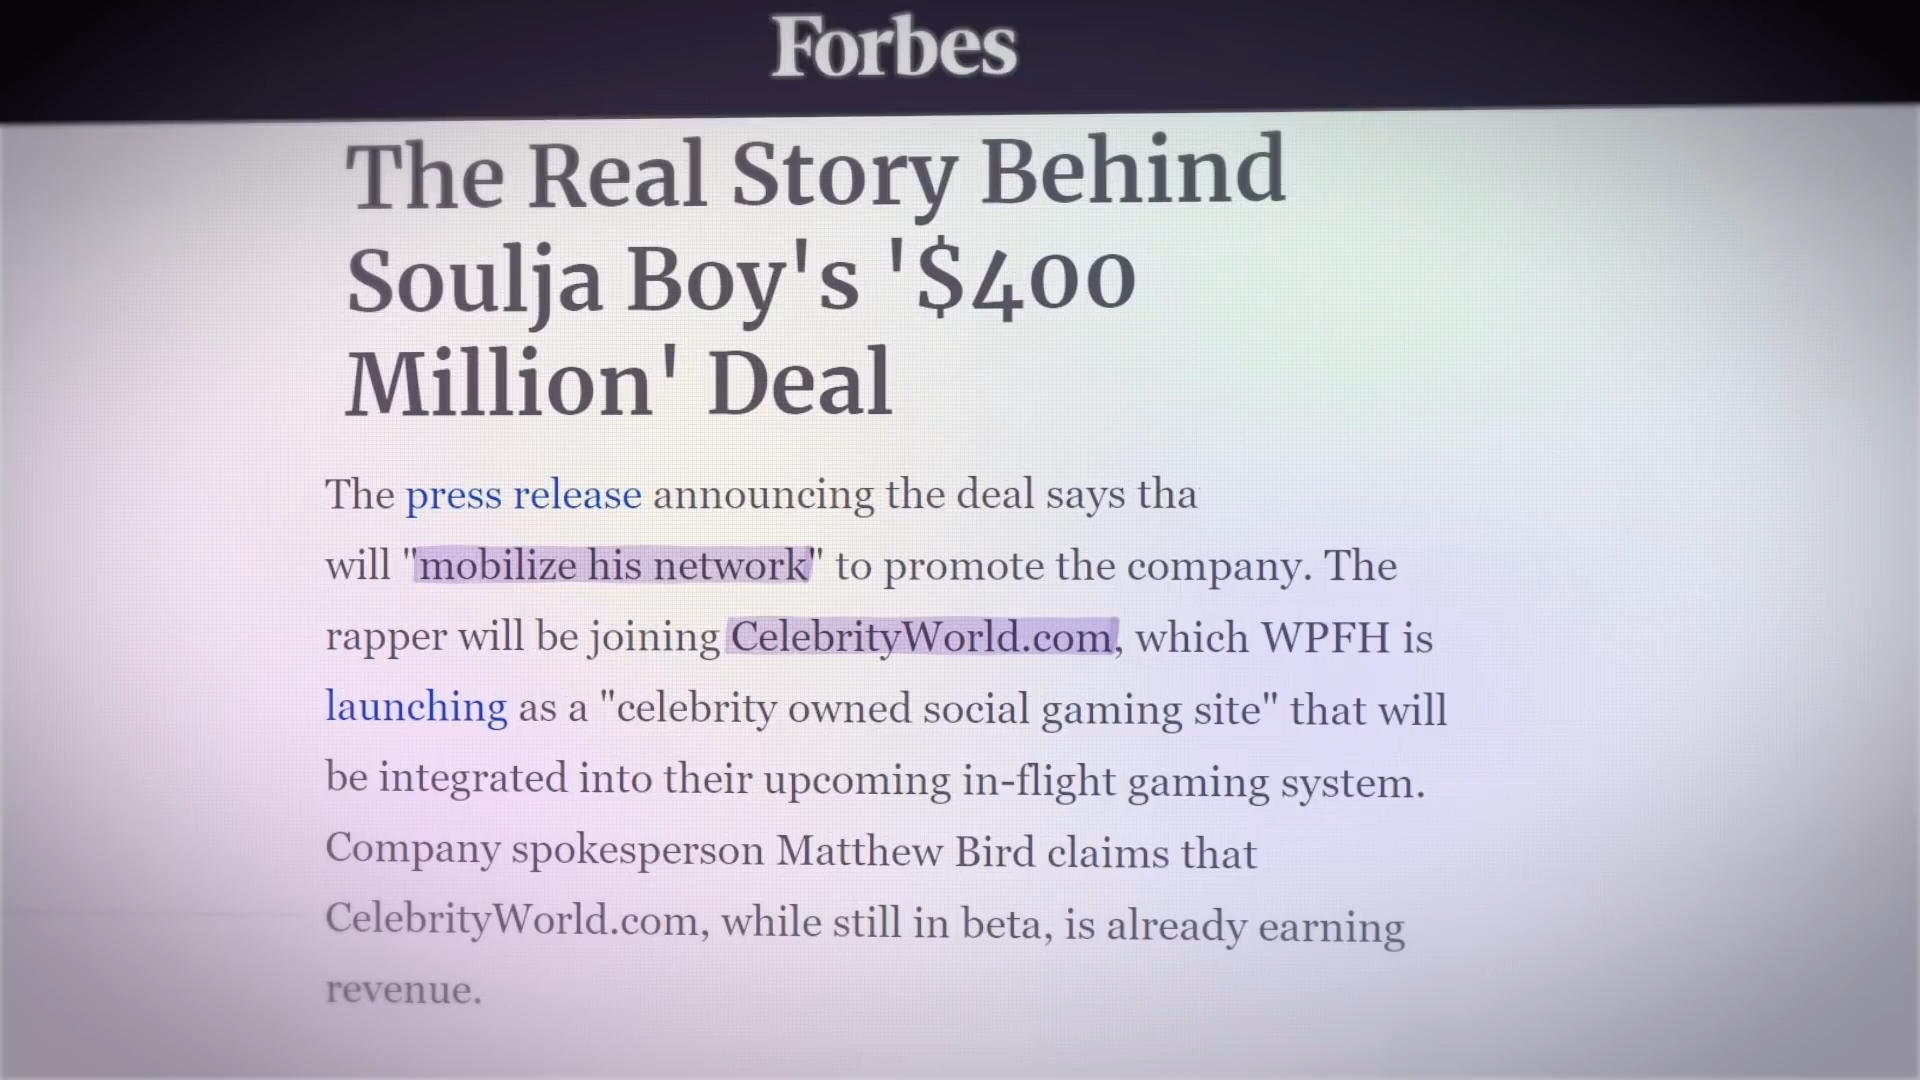 Forbes
The Real Story Behind
Soulja Boy's '$400
Million' Deal
The press release announcing the deal says tha
will "mobilize his network" to promote the company. The
rapper will be joining CelebrityWorld.com, which WPFH is
launching as a "celebrity owned social gaming site" that will
be integrated into their upcoming in-flight gaming system.
Company spokesperson Matthew Bird claims that
CelebrityWorld.com, while still in beta, is already earning
revenue.